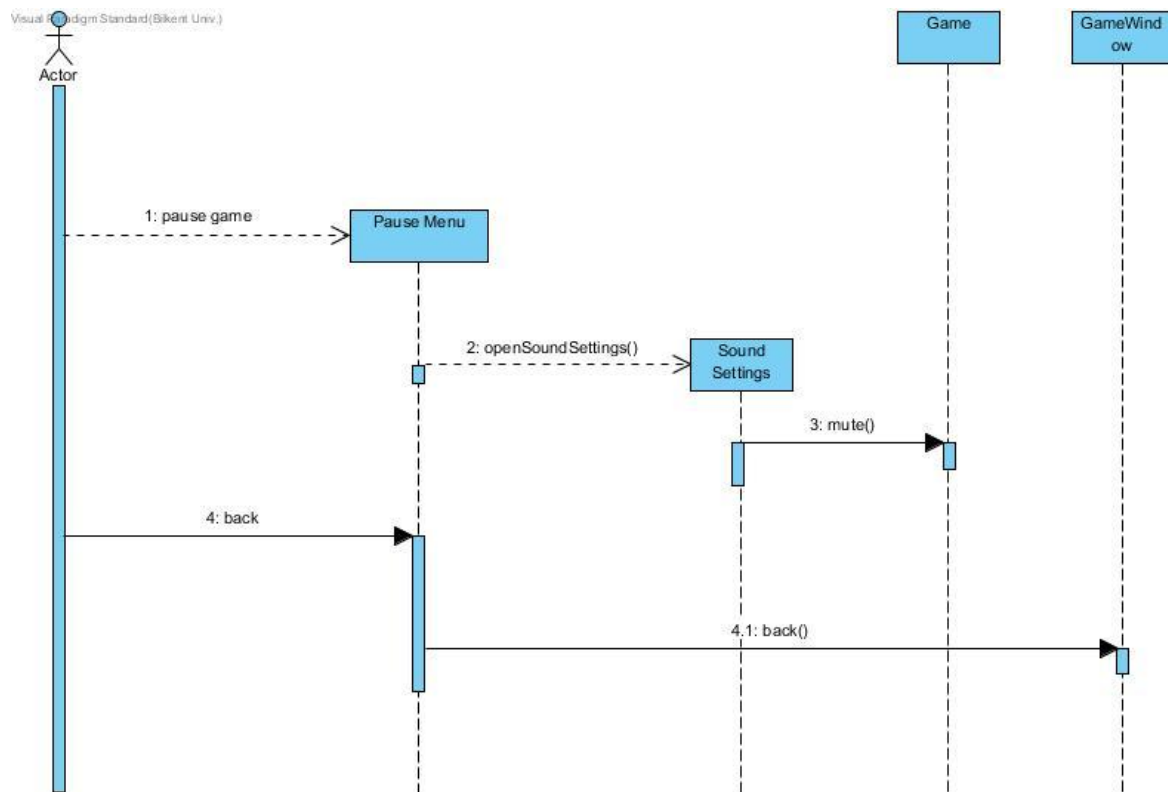 Visual Paradigm Standard(Bilkent Univ.)
Actor
Game
GameWind
ow
1: pause game
Pause Menu
2: openSoundSettings()
Sound
Settings
3: mute()
4: back
4.1: back()